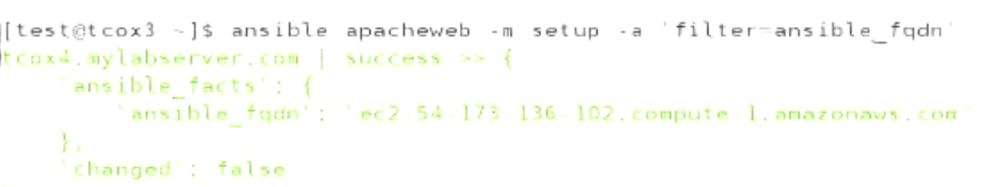 [test@tcox3 ~]$ ansible apacheweb -m setup -a 'filter=ansible_fqdn'
tcox4.mylabserver.com | success >> {
"ansible_facts": {
"ansible_fqdn": "ec2-54-173-136-102.compute-1.amazonaws.com"
},
"changed": false